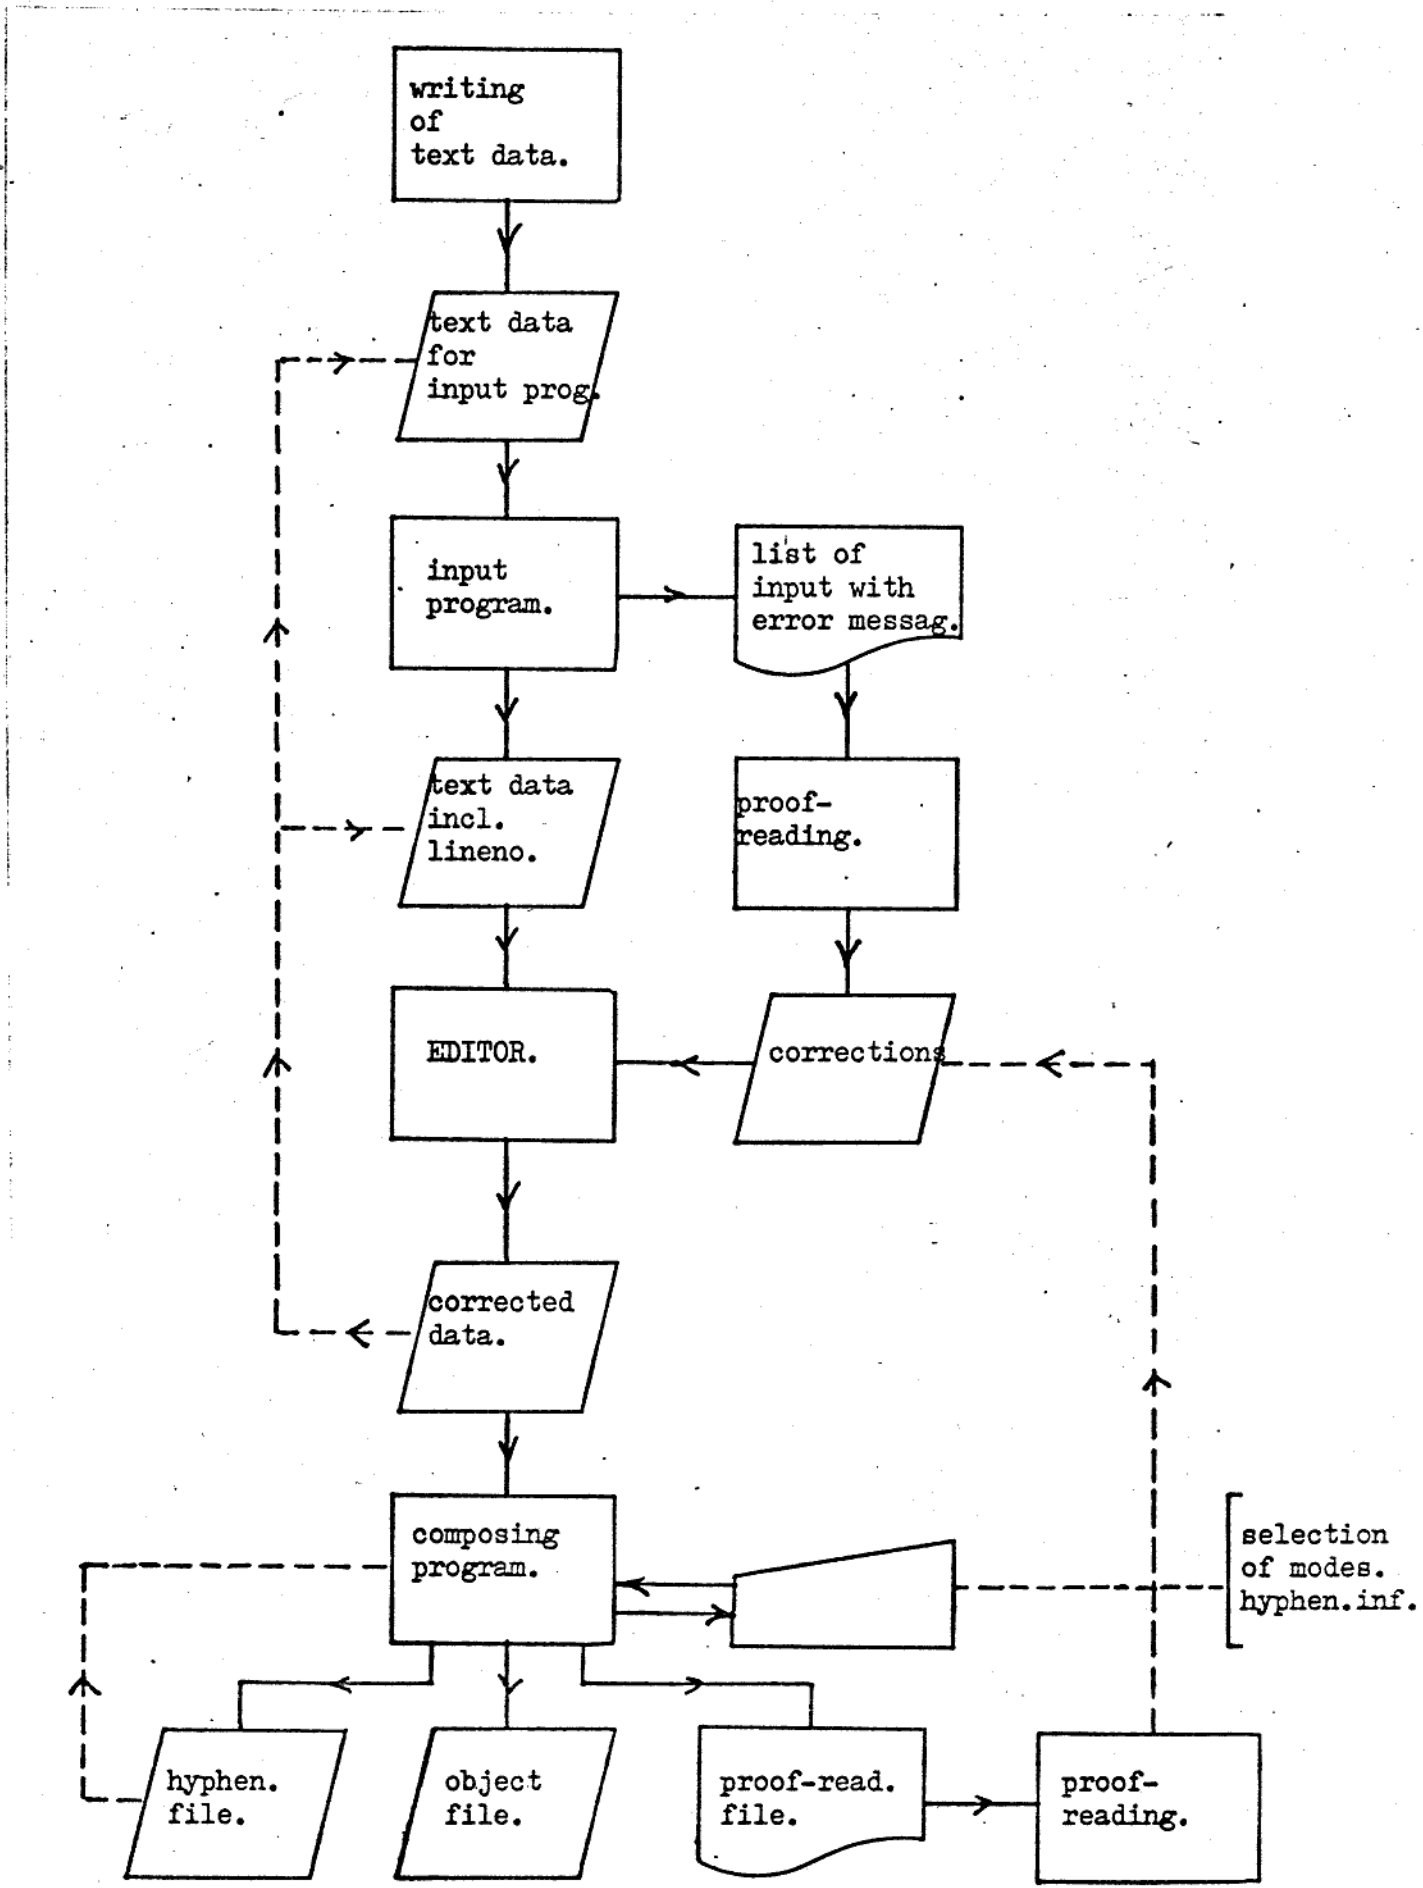 writing
of
text data.
text data
for
input prog.
input
program.
list of
input with
error messag.
text data
incl.
lineno.
proof-
reading.
EDITOR.
corrections
corrected
data.
composing
program.
selection
of modes.
hyphen.inf.
hyphen.
file.
object
file.
proof-read.
file.
proof-
reading.